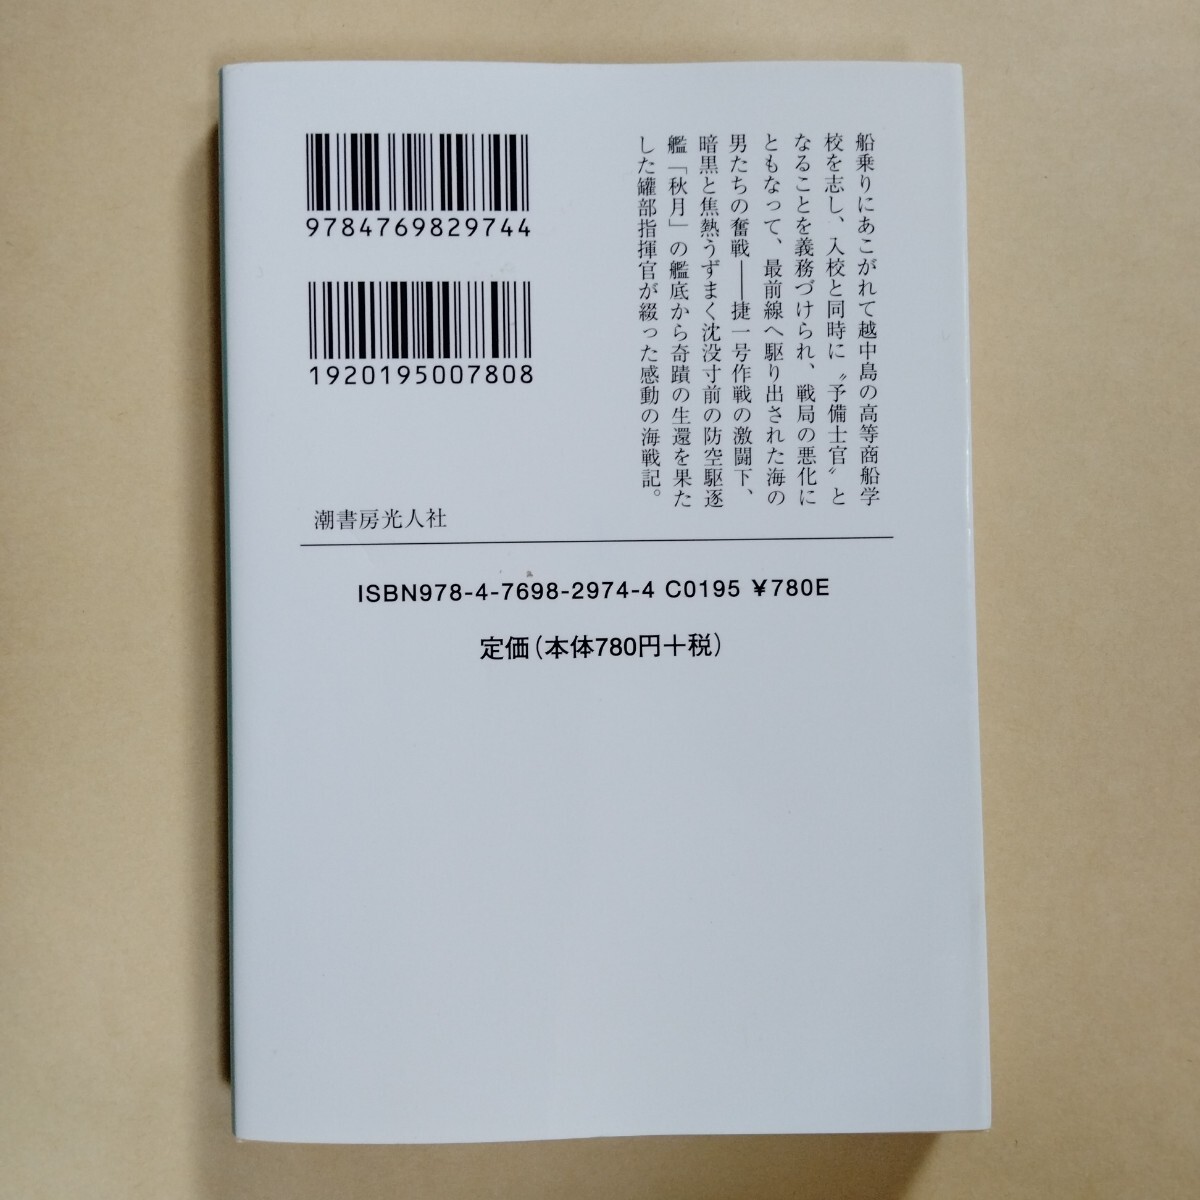 船乗りにあこがれて越中島の高等商船学
校を志し、入校と同時に〝予備士官〟と
なることを義務づけられ、戦局の悪化に
ともなって、最前線へ駆り出された海の
男たちの奮戦――捷一号作戦の激闘下、
暗黒と焦熱うずまく沈没寸前の防空駆逐
艦「秋月」の艦底から奇蹟の生還を果た
した罐部指揮官が綴った感動の海戦記。
9784769829744
1920195007808
潮書房光人社
ISBN978-4-7698-2974-4 C0195 ¥780E
定価(本体780円+税)